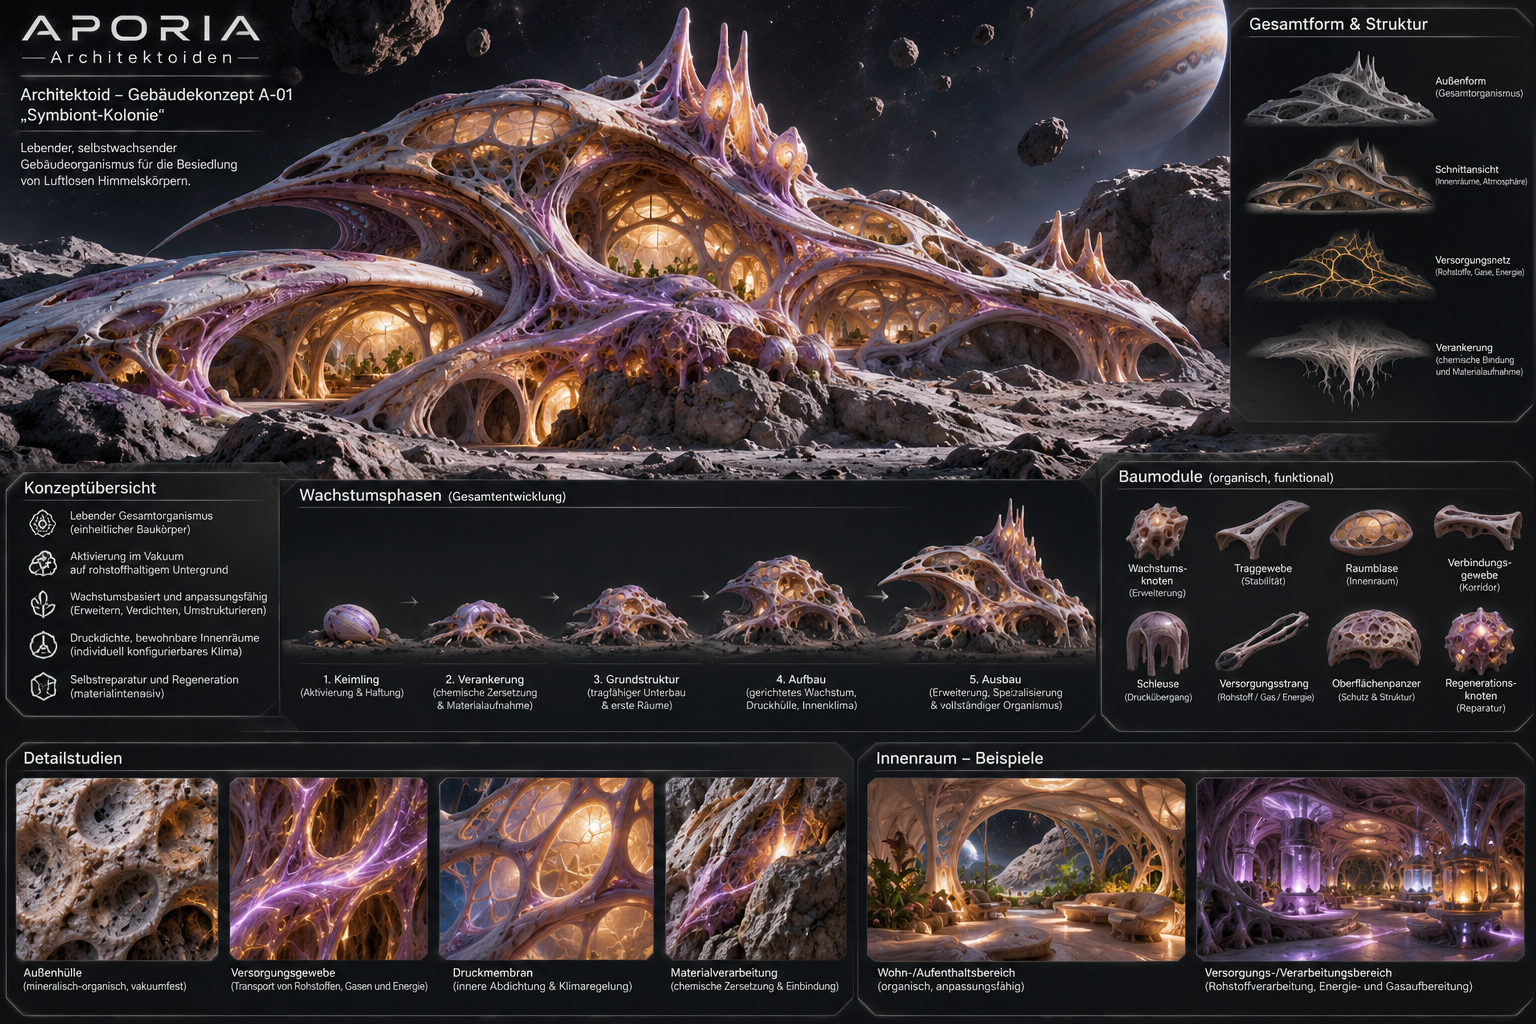 APORIA
Architektoiden
Architektoid – Gebäudekonzept A-01
„Symbiont-Kolonie“
Lebender, selbstwachsender
Gebäudeorganismus für die Besiedlung
von Luftlosen Himmelskörpern.
Gesamtform & Struktur
Außenform
(Gesamtorganismus)
Schnittansicht
(Innenräume, Atmosphäre)
Versorgungsnetz
(Rohstoffe, Gase, Energie)
Verankerung
(chemische Bindung
und Materialaufnahme)
Konzeptübersicht
Lebender Gesamtorganismus
(einheitlicher Baukörper)
Aktivierung im Vakuum
auf rohstoffhaltigem Untergrund
Wachstumsbasiert und anpassungsfähig
(Erweitern, Verdichten, Umstrukturieren)
Druckdichte, bewohnbare Innenräume
(individuell konfigurierbares Klima)
Selbstreparatur und Regeneration
(materialintensiv)
Wachstumsphasen (Gesamtentwicklung)
1. Keimling
(Aktivierung & Haftung)
2. Verankerung
(chemische Zersetzung
& Materialaufnahme)
3. Grundstruktur
(tragfähiger Unterbau
& erste Räume)
4. Aufbau
(gerichtetes Wachstum,
Druckhülle, Innenklima)
5. Ausbau
(Erweiterung, Spezialisierung
& vollständiger Organismus)
Baumodule (organisch, funktional)
Wachstums-
knoten
(Erweiterung)
Traggewebe
(Stabilität)
Raumblase
(Innenraum)
Verbindungs-
gewebe
(Korridor)
Schleuse
(Druckübergang)
Versorgungsstrang
(Rohstoff / Gas / Energie)
Oberflächenpanzer
(Schutz & Struktur)
Regenerations-
knoten
(Reparatur)
Detailstudien
Außenhülle
(mineralisch-organisch, vakuumfest)
Versorgungsgewebe
(Transport von Rohstoffen, Gasen und Energie)
Druckmembran
(innere Abdichtung & Klimaregelung)
Materialverarbeitung
(chemische Zersetzung & Einbindung)
Innenraum – Beispiele
Wohn-/Aufenthaltsbereich
(organisch, anpassungsfähig)
Versorgungs-/Verarbeitungsbereich
(Rohstoffverarbeitung, Energie- und Gasaufbereitung)